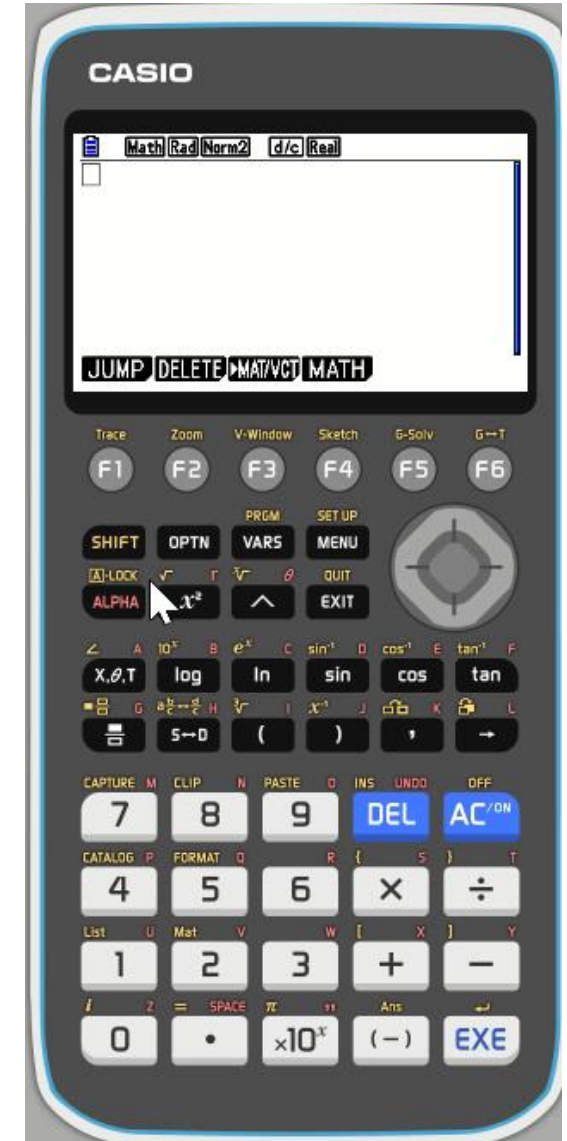 CASIO
Math Rad Norm2 d/c Real
JUMP DELETE ▶MAT/VCT MATH
Trace Zoom V-Window Sketch G-Solv G↔T
F1 F2 F3 F4 F5 F6
PRGM SET UP
SHIFT OPTN VARS MENU
A-LOCK √ r ˣ√ θ QUIT
ALPHA x² ^ EXIT
∠ A 10ˣ B eˣ C sin⁻¹ D cos⁻¹ E tan⁻¹ F
X,θ,T log ln sin cos tan
G H ³√ I x⁻¹ J K L
S↔D ( ) , →
CAPTURE M CLIP N PASTE O INS UNDO OFF
7 8 9 DEL AC/ON
CATALOG P FORMAT Q R { S } T
4 5 6 × ÷
List U Mat V W [ X ] Y
1 2 3 + −
i Z = SPACE π " Ans ↵
0 • ×10ˣ (−) EXE